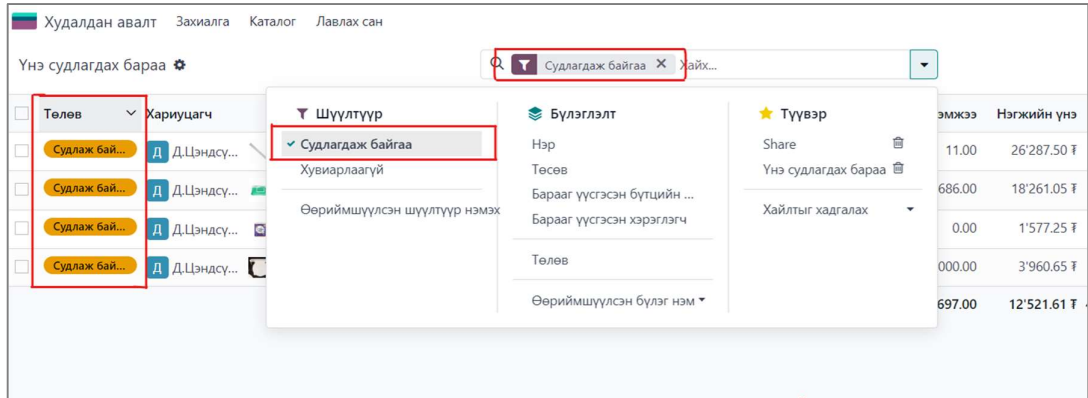 Худалдан авалт Захиалга Каталог Лавлах сан
Үнэ судлагдах бараа
Судлагдаж байгаа × Хайх...
Төлөв Хариуцагч эмжээ Нэгжийн үнэ
Шүүлтүүр Бүлэглэлт Түүвэр
Судлаж бай... Д Д.Цэндсү... Судлагдаж байгаа Нэр Share 11.00 26'287.50 ₮
Хувиарлаагүй Төсөв Үнэ судлагдах бараа
Судлаж бай... Д Д.Цэндсү... Барааг үүсгэсэн бүтцийн ... 686.00 18'261.05 ₮
Өөриймшүүлсэн шүүлтүүр нэмэх Барааг үүсгэсэн хэрэглэгч Хайлтыг хадгалах
Судлаж бай... Д Д.Цэндсү... 0.00 1'577.25 ₮
Судлаж бай... Д Д.Цэндсү... Төлөв 000.00 3'960.65 ₮
Өөриймшүүлсэн бүлэг нэм 697.00 12'521.61 ₮